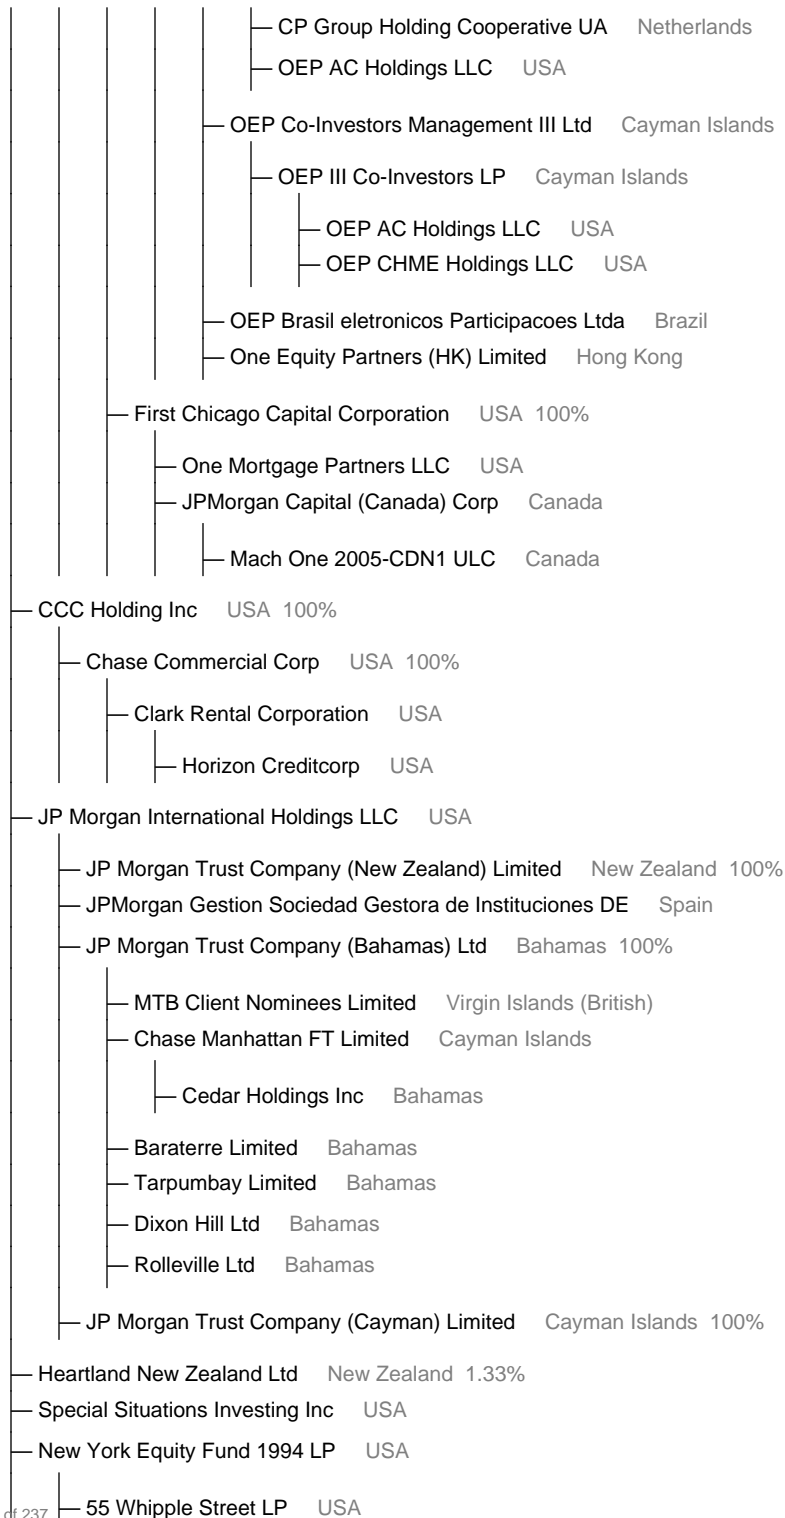 CP Group Holding Cooperative UA Netherlands
OEP AC Holdings LLC USA
OEP Co-Investors Management III Ltd Cayman Islands
OEP III Co-Investors LP Cayman Islands
OEP AC Holdings LLC USA
OEP CHME Holdings LLC USA
OEP Brasil eletronicos Participacoes Ltda Brazil
One Equity Partners (HK) Limited Hong Kong
First Chicago Capital Corporation USA 100%
One Mortgage Partners LLC USA
JPMorgan Capital (Canada) Corp Canada
Mach One 2005-CDN1 ULC Canada
CCC Holding Inc USA 100%
Chase Commercial Corp USA 100%
Clark Rental Corporation USA
Horizon Creditcorp USA
JP Morgan International Holdings LLC USA
JP Morgan Trust Company (New Zealand) Limited New Zealand 100%
JPMorgan Gestion Sociedad Gestora de Instituciones DE Spain
JP Morgan Trust Company (Bahamas) Ltd Bahamas 100%
MTB Client Nominees Limited Virgin Islands (British)
Chase Manhattan FT Limited Cayman Islands
Cedar Holdings Inc Bahamas
Baraterre Limited Bahamas
Tarpumbay Limited Bahamas
Dixon Hill Ltd Bahamas
Rolleville Ltd Bahamas
JP Morgan Trust Company (Cayman) Limited Cayman Islands 100%
Heartland New Zealand Ltd New Zealand 1.33%
Special Situations Investing Inc USA
New York Equity Fund 1994 LP USA
55 Whipple Street LP USA
of 237